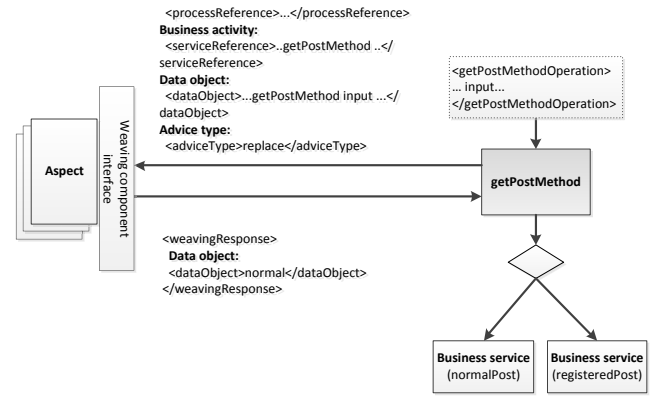 <processReference>...</processReference>
Business activity:
<serviceReference>..getPostMethod ..</
serviceReference>
Data object:
<dataObject>...getPostMethod input ...</
dataObject>
Advice type:
<adviceType>replace</adviceType>
<getPostMethodOperation>
... input...
</getPostMethodOperation>
Aspect
Weaving component
interface
getPostMethod
<weavingResponse>
Data object:
<dataObject>normal</dataObject>
</weavingResponse>
Business service
(normalPost)
Business service
(registeredPost)